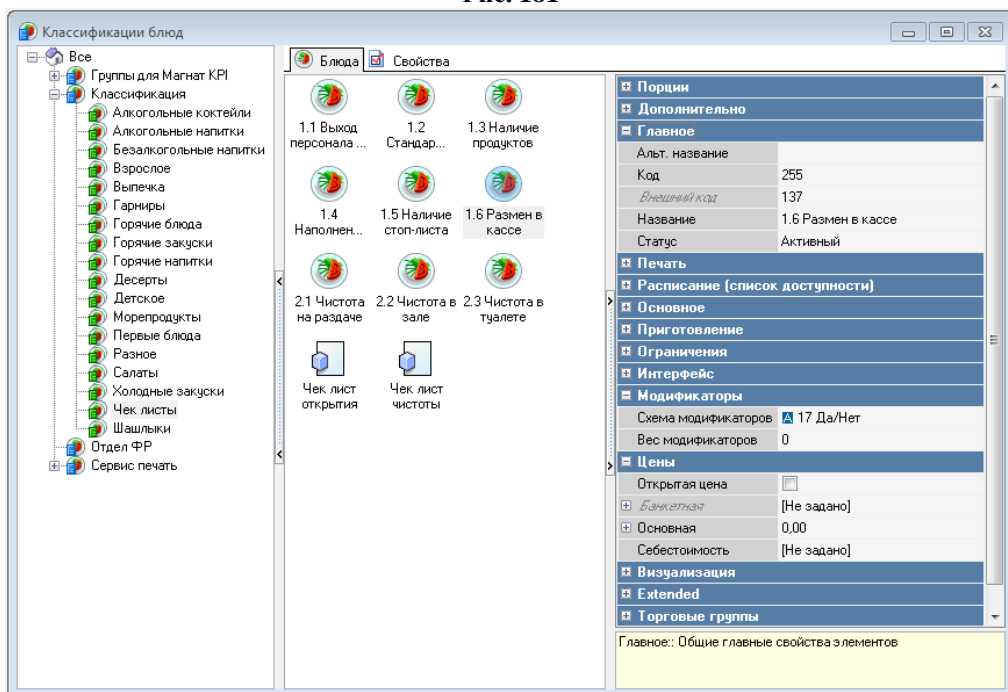 Рис. 181
Классификации блюд
Все
Группы для Магнат KPI
Классификация
Алкогольные коктейли
Алкогольные напитки
Безалкогольные напитки
Взрослое
Выпечка
Гарниры
Горячие блюда
Горячие закуски
Горячие напитки
Десерты
Детское
Морепродукты
Первые блюда
Разное
Салаты
Холодные закуски
Чек листы
Шашлыки
Отдел ФР
Сервис печать
Блюда Свойства
1.1 Выход персонала ...
1.2 Стандар...
1.3 Наличие продуктов
1.4 Наполнен...
1.5 Наличие стоп-листа
1.6 Размен в кассе
2.1 Чистота на раздаче
2.2 Чистота в зале
2.3 Чистота в туалете
Чек лист открытия
Чек лист чистоты
Порции
Дополнительно
Главное
Альт. название
Код 255
Внешний код 137
Название 1.6 Размен в кассе
Статус Активный
Печать
Расписание (список доступности)
Основное
Приготовление
Ограничения
Интерфейс
Модификаторы
Схема модификаторов A 17 Да/Нет
Вес модификаторов 0
Цены
Открытая цена
Банкетная [Не задано]
Основная 0,00
Себестоимость [Не задано]
Визуализация
Extended
Торговые группы
Главное:: Общие главные свойства элементов